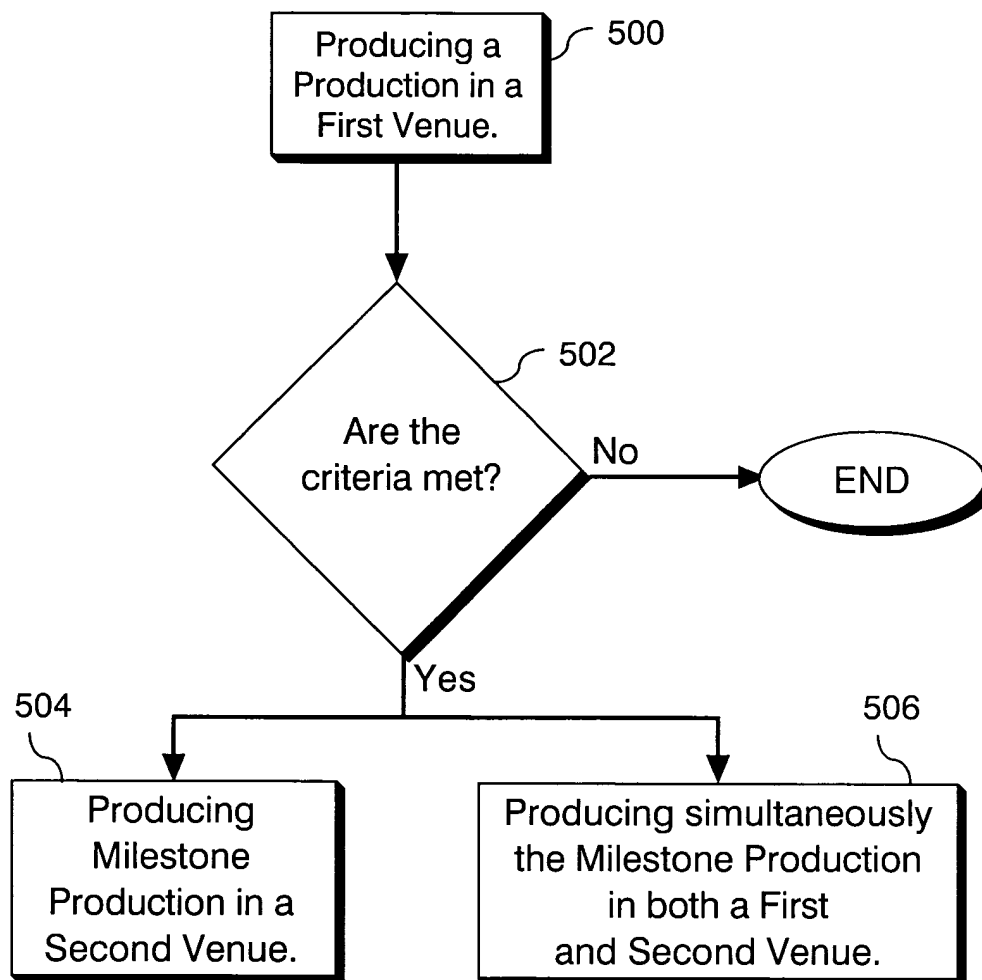 Producing a
Production in a
First Venue.
500
502
Are the
criteria met?
No
END
Yes
504
Producing
Milestone
Production in a
Second Venue.
506
Producing simultaneously
the Milestone Production
in both a First
and Second Venue.